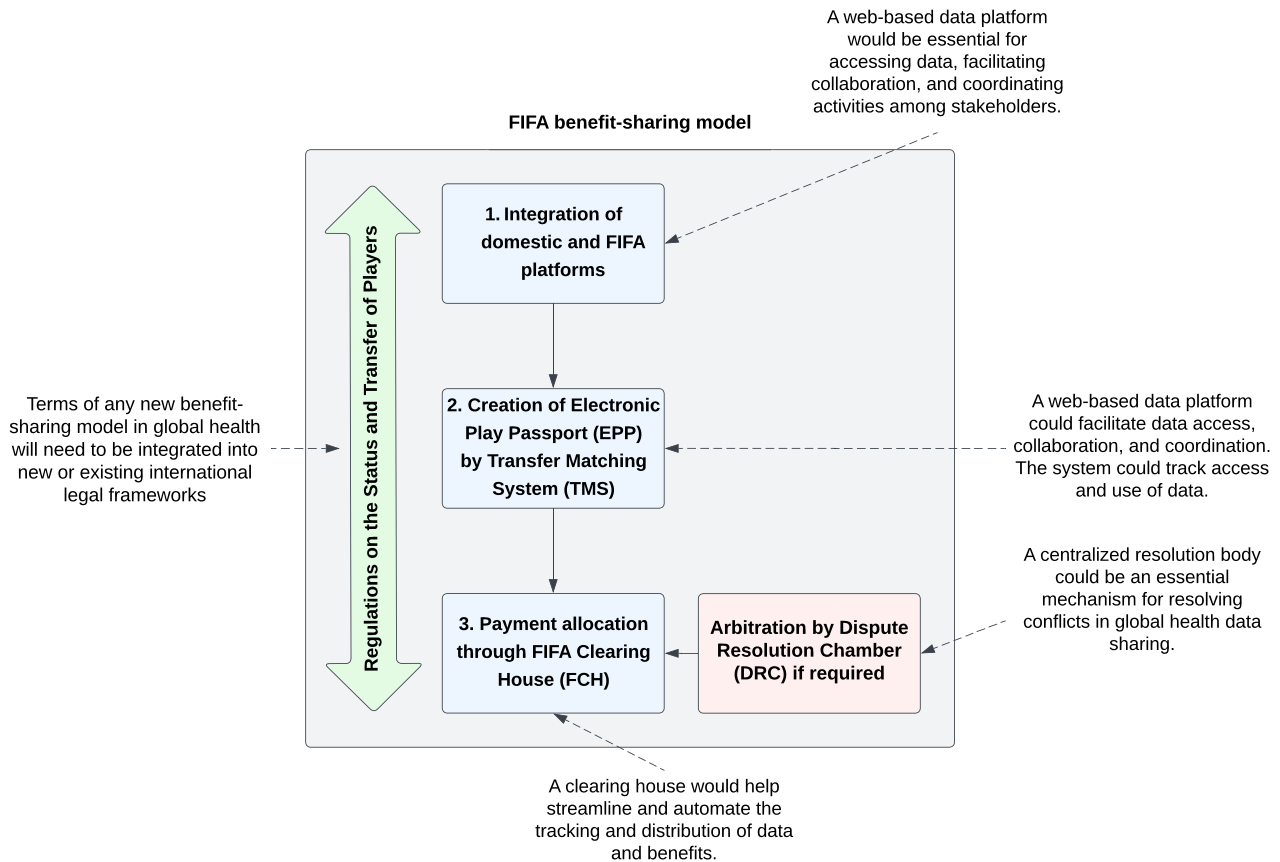 A web-based data platform
would be essential for
accessing data, facilitating
collaboration, and coordinating
activities among stakeholders.
FIFA benefit-sharing model
1. Integration of
domestic and FIFA
platforms
Regulations on the Status and Transfer of Players
Terms of any new benefit-
sharing model in global health
will need to be integrated into
new or existing international
legal frameworks
2. Creation of Electronic
Play Passport (EPP)
by Transfer Matching
System (TMS)
A web-based data platform
could facilitate data access,
collaboration, and coordination.
The system could track access
and use of data.
A centralized resolution body
could be an essential
mechanism for resolving
conflicts in global health data
sharing.
3. Payment allocation
through FIFA Clearing
House (FCH)
Arbitration by Dispute
Resolution Chamber
(DRC) if required
A clearing house would help
streamline and automate the
tracking and distribution of data
and benefits.